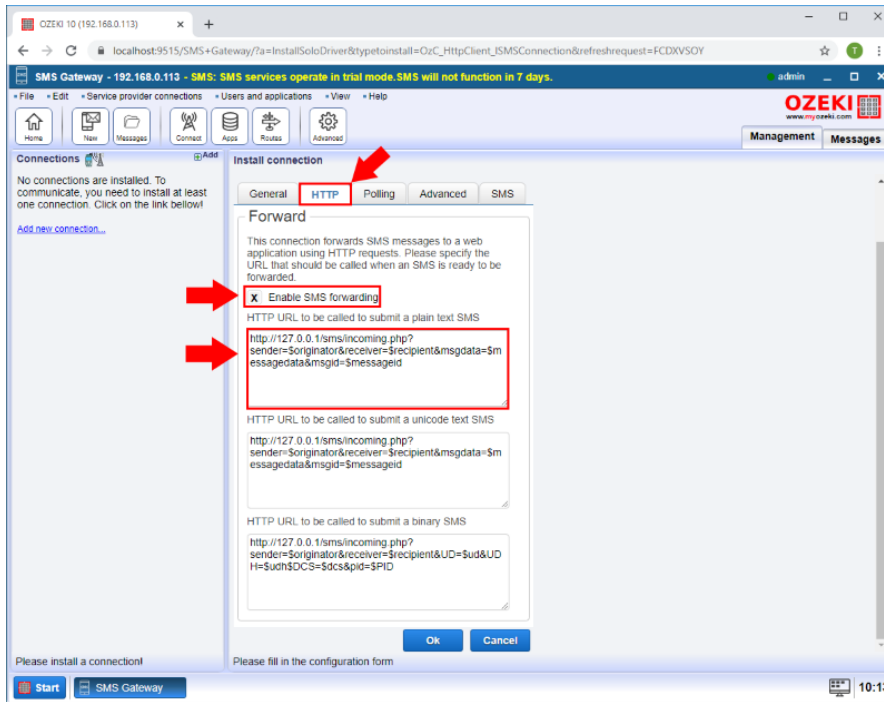 OZEKI 10 (192.168.0.113)
localhost:9515/SMS+Gateway/?a=InstallSoloDriver&typetoinstall=OzC_HttpClient_ISMSConnection&refreshrequest=FCDXVSOY
T
SMS Gateway - 192.168.0.113 - SMS: SMS services operate in trial mode.SMS will not function in 7 days.
admin
File Edit Service provider connections Users and applications View Help
OZEKI
www.myozeki.com
Home New Messages Connect Apps Routes Advanced
Management Messages
Connections Add
Install connection
No connections are installed. To
communicate, you need to install at least
one connection. Click on the link bellow!
Add new connection...
General HTTP Polling Advanced SMS
Forward
This connection forwards SMS messages to a web
application using HTTP requests. Please specify the
URL that should be called when an SMS is ready to be
forwarded.
X Enable SMS forwarding
HTTP URL to be called to submit a plain text SMS
http://127.0.0.1/sms/incoming.php?
sender=$originator&receiver=$recipient&msgdata=$m
essagedata&msgid=$messageid
HTTP URL to be called to submit a unicode text SMS
http://127.0.0.1/sms/incoming.php?
sender=$originator&receiver=$recipient&msgdata=$m
essagedata&msgid=$messageid
HTTP URL to be called to submit a binary SMS
http://127.0.0.1/sms/incoming.php?
sender=$originator&receiver=$recipient&UD=$ud&UD
H=$udh$DCS=$dcs&pid=$PID
Ok Cancel
Please install a connection!
Please fill in the configuration form
Start SMS Gateway